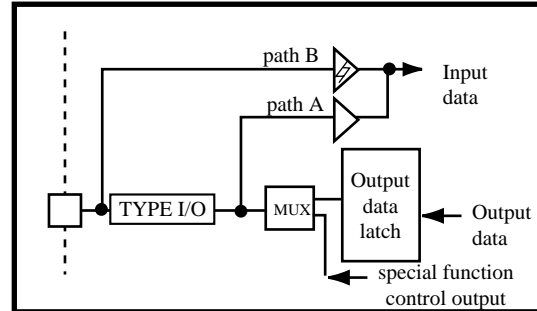 path B
Input
data
path A
TYPE I/O
MUX
Output
data
latch
Output
data
special function
control output